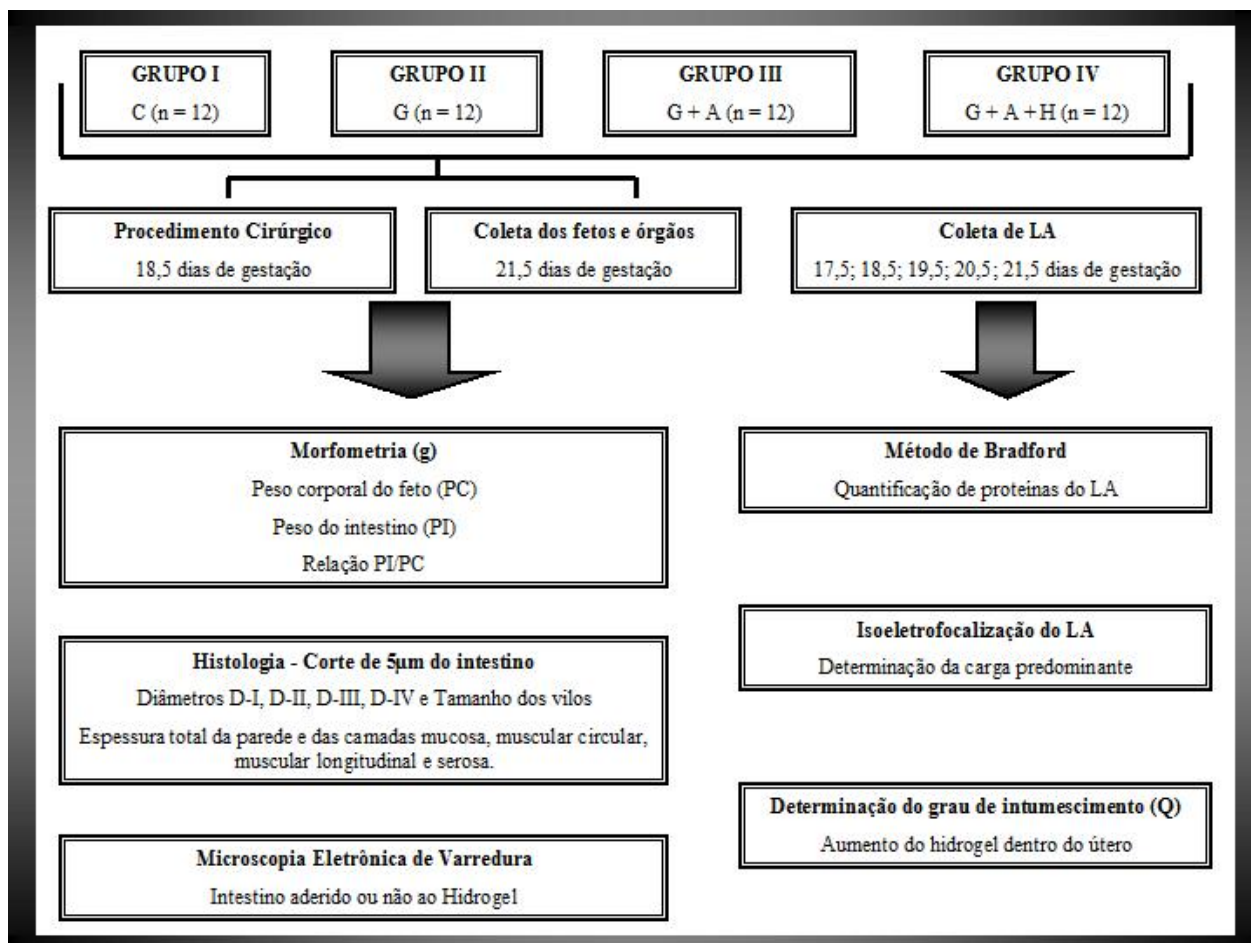 GRUPO I
C (n = 12)
GRUPO II
G (n = 12)
GRUPO III
G + A (n = 12)
GRUPO IV
G + A + H (n = 12)
Procedimento Cirúrgico
18,5 dias de gestação
Coleta dos fetos e órgãos
21,5 dias de gestação
Coleta de LA
17,5; 18,5; 19,5; 20,5; 21,5 dias de gestação
Morfometria (g)
Peso corporal do feto (PC)
Peso do intestino (PI)
Relação PI/PC
Histologia - Corte de 5µm do intestino
Diâmetros D-I, D-II, D-III, D-IV e Tamanho dos vilos
Espessura total da parede e das camadas mucosa, muscular circular,
muscular longitudinal e serosa.
Microscopia Eletrônica de Varredura
Intestino aderido ou não ao Hidrogel
Método de Bradford
Quantificação de proteínas do LA
Isoeletrofocalização do LA
Determinação da carga predominante
Determinação do grau de intumescimento (Q)
Aumento do hidrogel dentro do útero